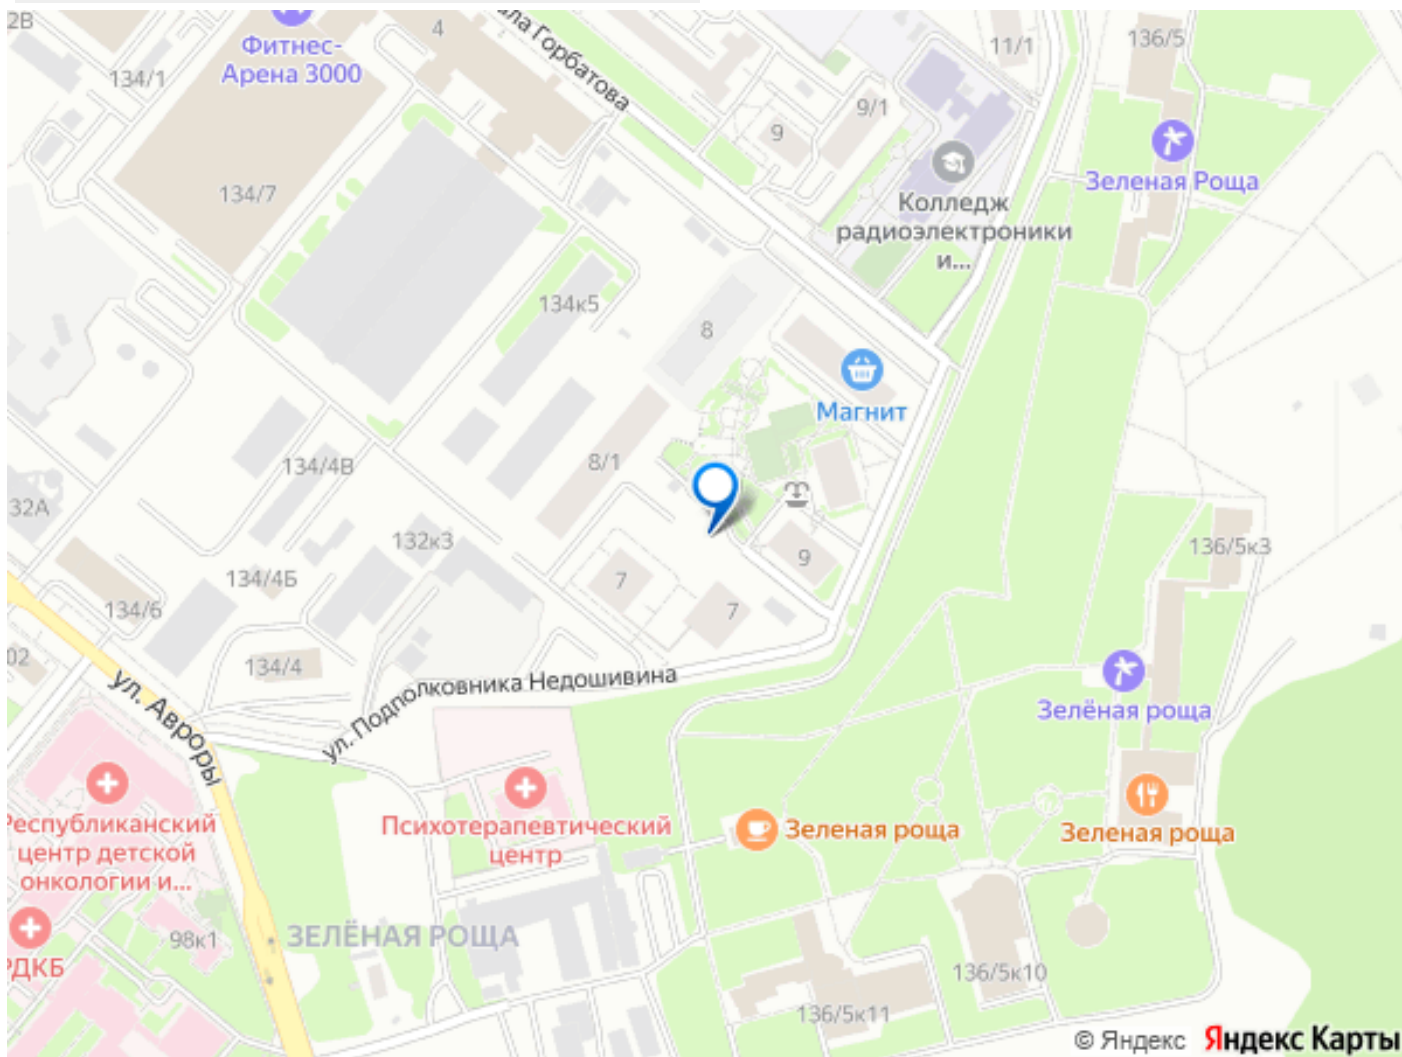 2В
134/1
Фитнес-
Арена 3000
4
ала Горбатова
11/1
136/5
9/1
9
134/7
Колледж
радиоэлектроники
и...
Зеленая Роща
134к5
8
Магнит
134/4В
8/1
32А
132к3
9
136/5к3
134/4Б
134/6
7
7
02
134/4
ул. Подполковника Недошивина
ул. Авроры
Зелёная роща
Республиканский
центр детской
онкологии и...
Психотерапевтический
центр
Зеленая роща
Зеленая роща
98к1
ЗЕЛЁНАЯ РОЩА
РДКБ
136/5к10
136/5к11
© Яндекс Яндекс Карты